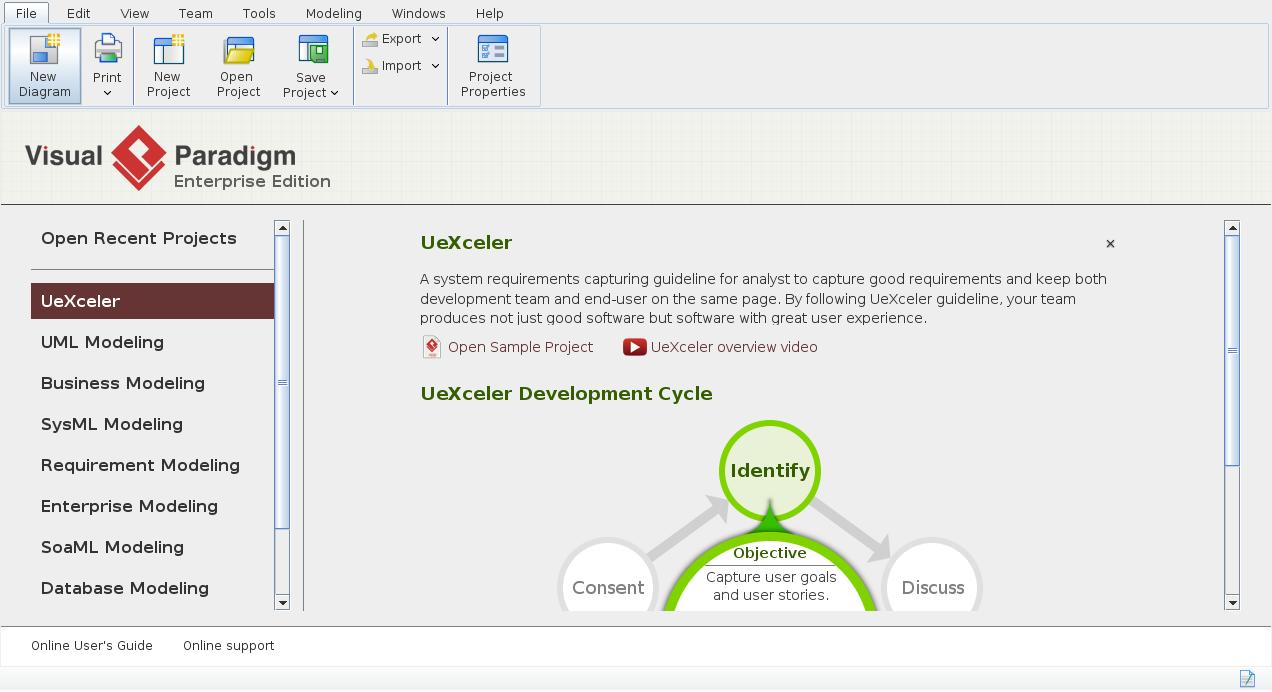 File Edit View Team Tools Modeling Windows Help
New Diagram
Print
New Project
Open Project
Save Project
Export
Import
Project Properties
Visual Paradigm
Enterprise Edition
Open Recent Projects
UeXceler
UML Modeling
Business Modeling
SysML Modeling
Requirement Modeling
Enterprise Modeling
SoaML Modeling
Database Modeling
UeXceler
A system requirements capturing guideline for analyst to capture good requirements and keep both
development team and end-user on the same page. By following UeXceler guideline, your team
produces not just good software but software with great user experience.
Open Sample Project UeXceler overview video
UeXceler Development Cycle
Identify
Objective
Capture user goals
and user stories.
Consent
Discuss
Online User's Guide Online support